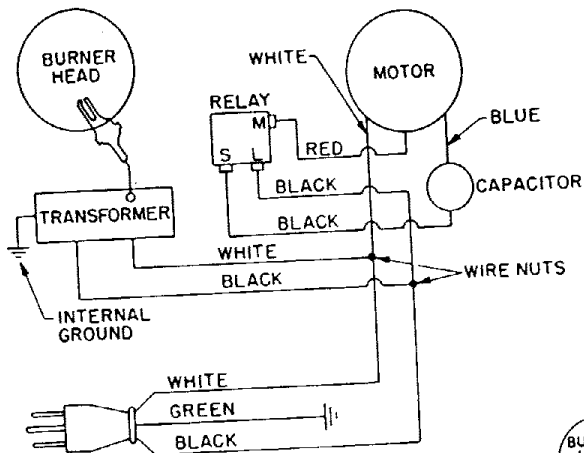 BURNER
HEAD
WHITE
MOTOR
RELAY
M
S
L
RED
BLUE
BLACK
CAPACITOR
BLACK
TRANSFORMER
WHITE
BLACK
WIRE NUTS
INTERNAL
GROUND
WHITE
GREEN
BLACK